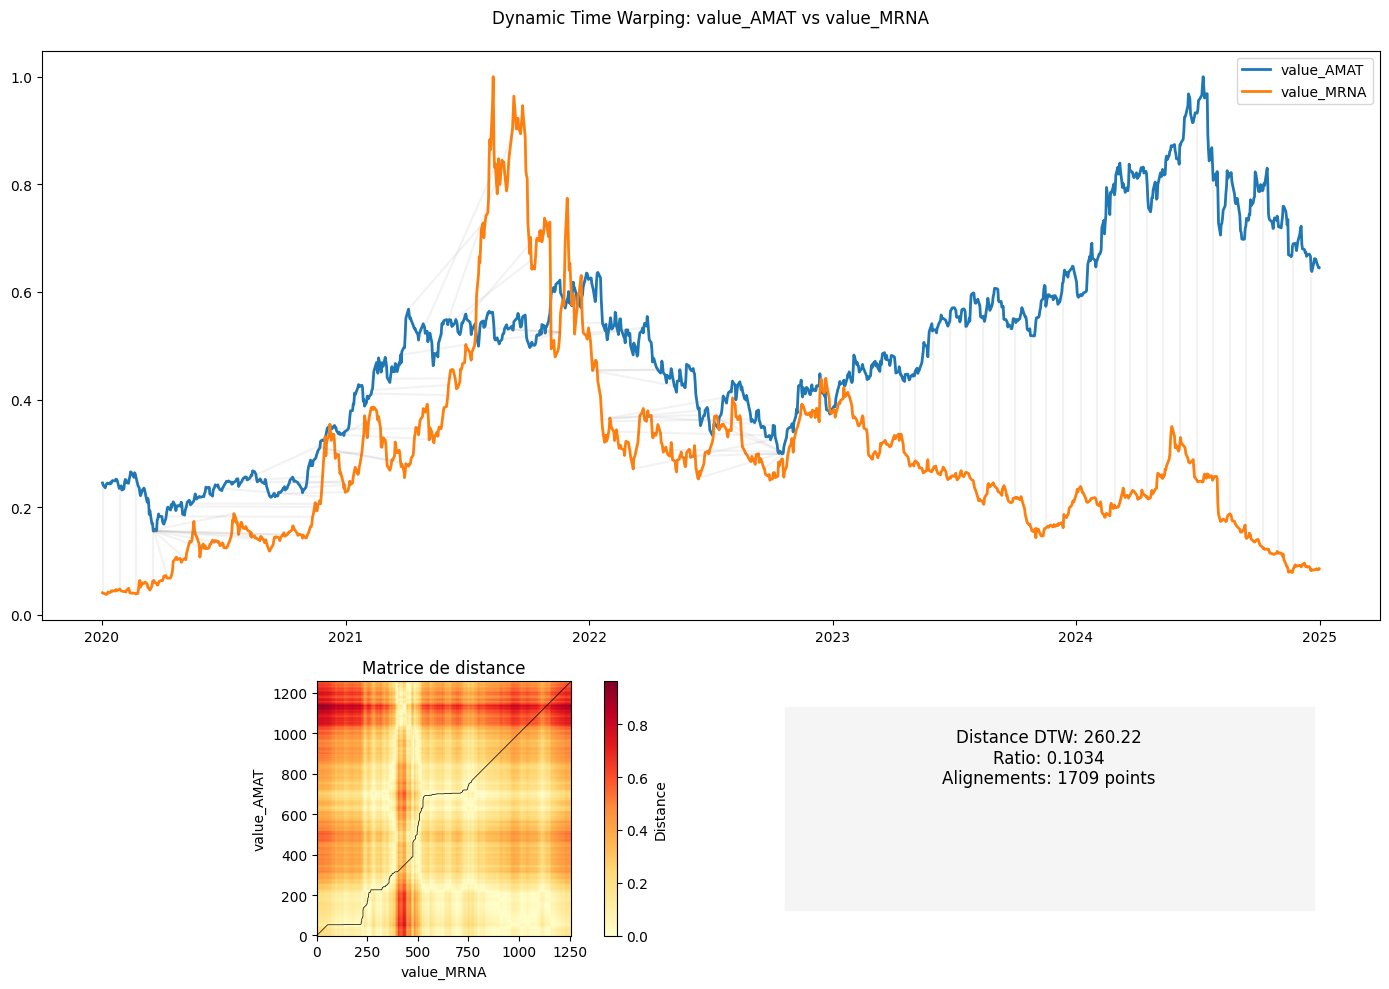 Dynamic Time Warping: value_AMAT vs value_MRNA
value_AMAT
value_MRNA
1.0
0.8
0.6
0.4
0.2
0.0
2020 2021 2022 2023 2024 2025
Matrice de distance
1200
1000
800
600
400
200
0
value_AMAT
0 250 500 750 1000 1250
value_MRNA
0.8
0.6
0.4
0.2
0.0
Distance
Distance DTW: 260.22
Ratio: 0.1034
Alignements: 1709 points